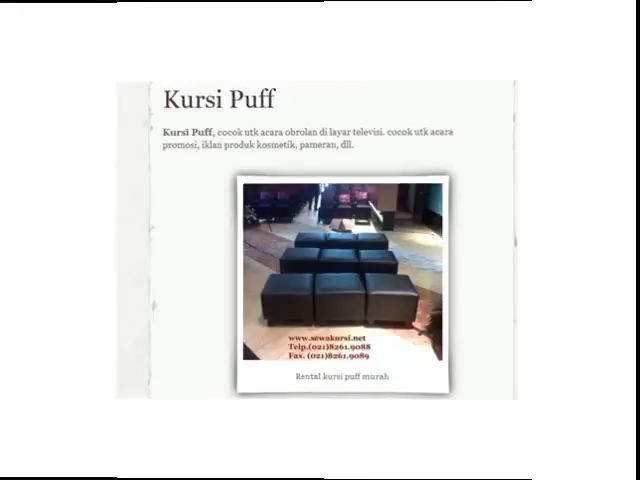 Kursi Puff
Kursi Puff, cocok utk acara obrolan di layar televisi. cocok utk acara
promosi, iklan produk kosmetik, pameran, dll.
www.sewakursi.net
Telp.(021)8261.9088
Fax. (021)8261.9089
Rental kursi puff murah